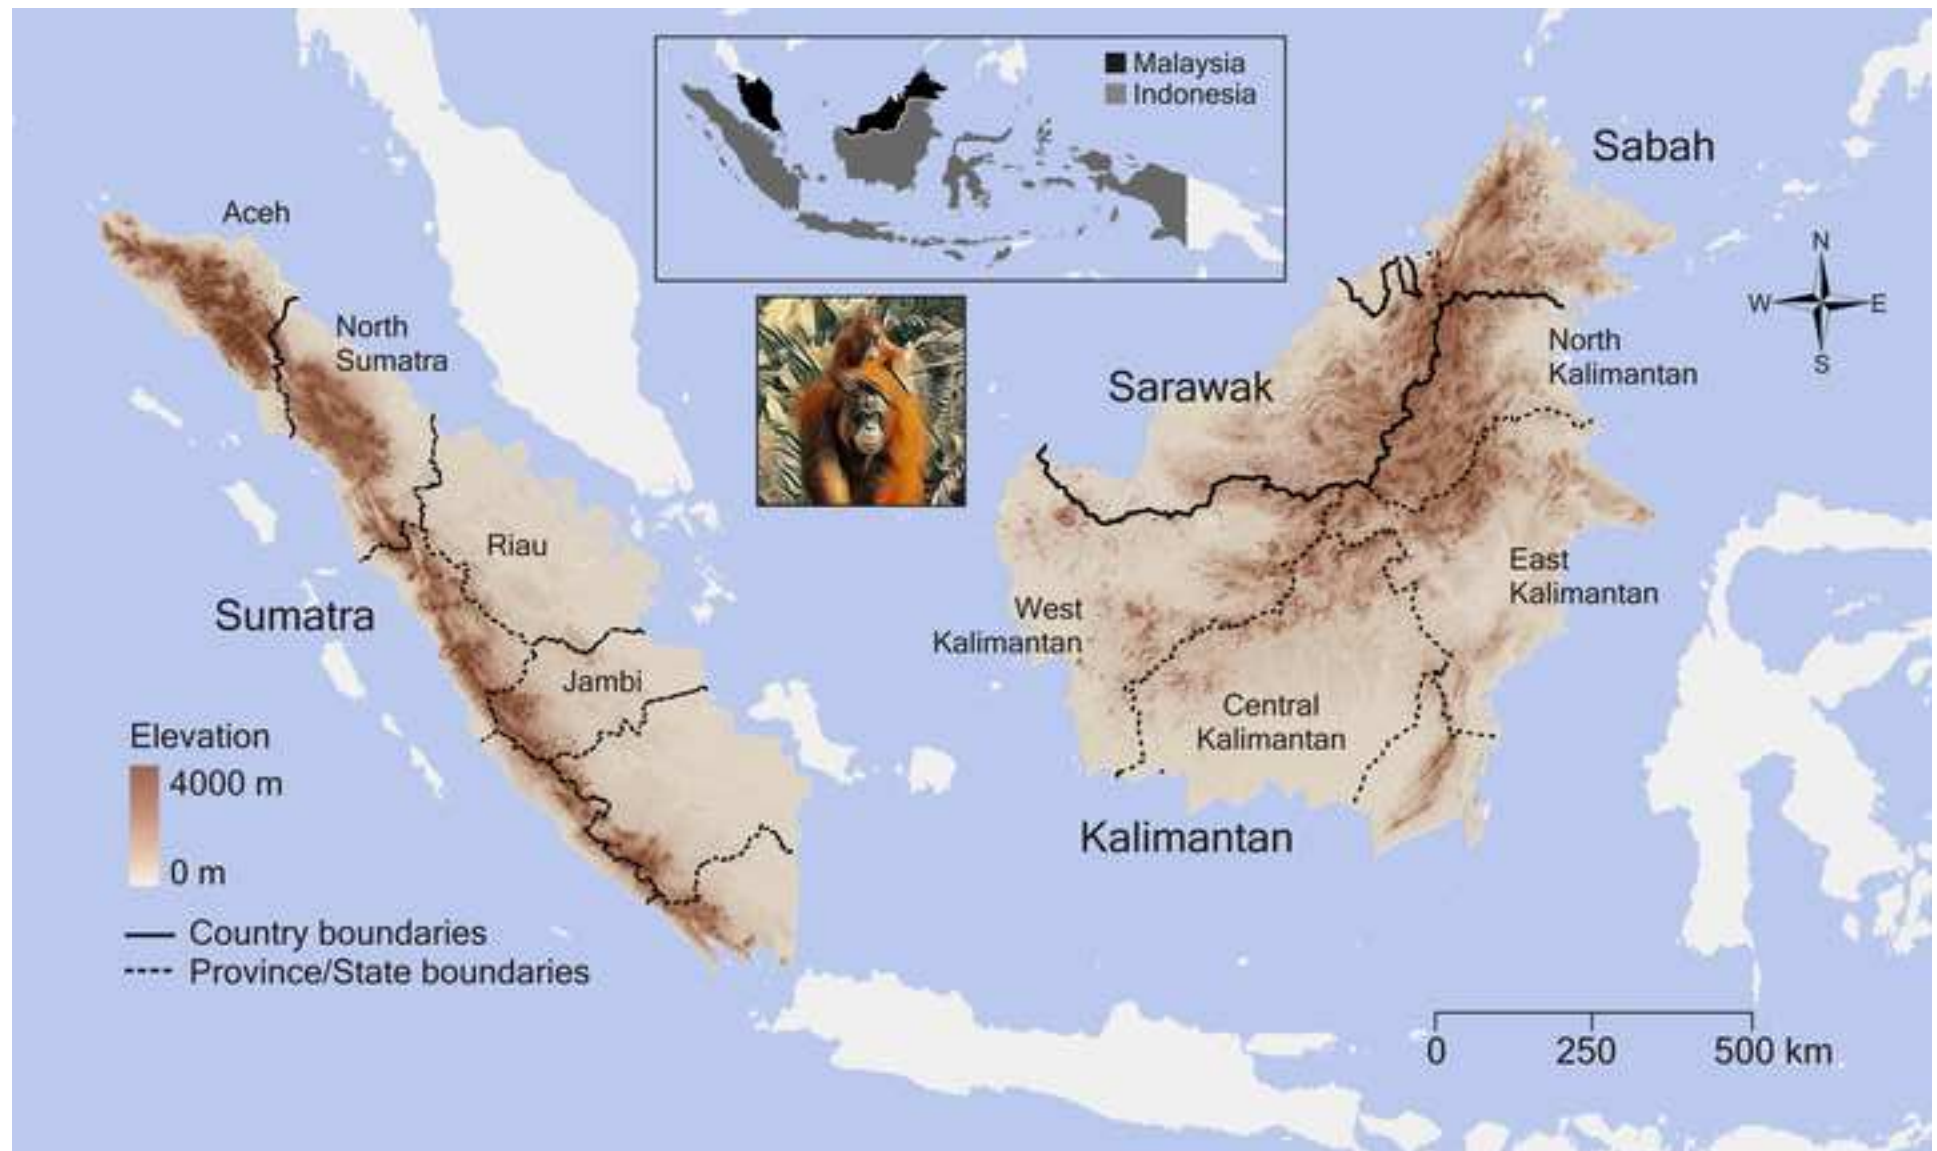 Malaysia
Indonesia
Sabah
Aceh
N
W
E
S
North
Sumatra
North
Kalimantan
Sarawak
Riau
East
Kalimantan
Sumatra
West
Kalimantan
Jambi
Central
Kalimantan
Elevation
4000 m
0 m
Kalimantan
Country boundaries
Province/State boundaries
0
250
500 km